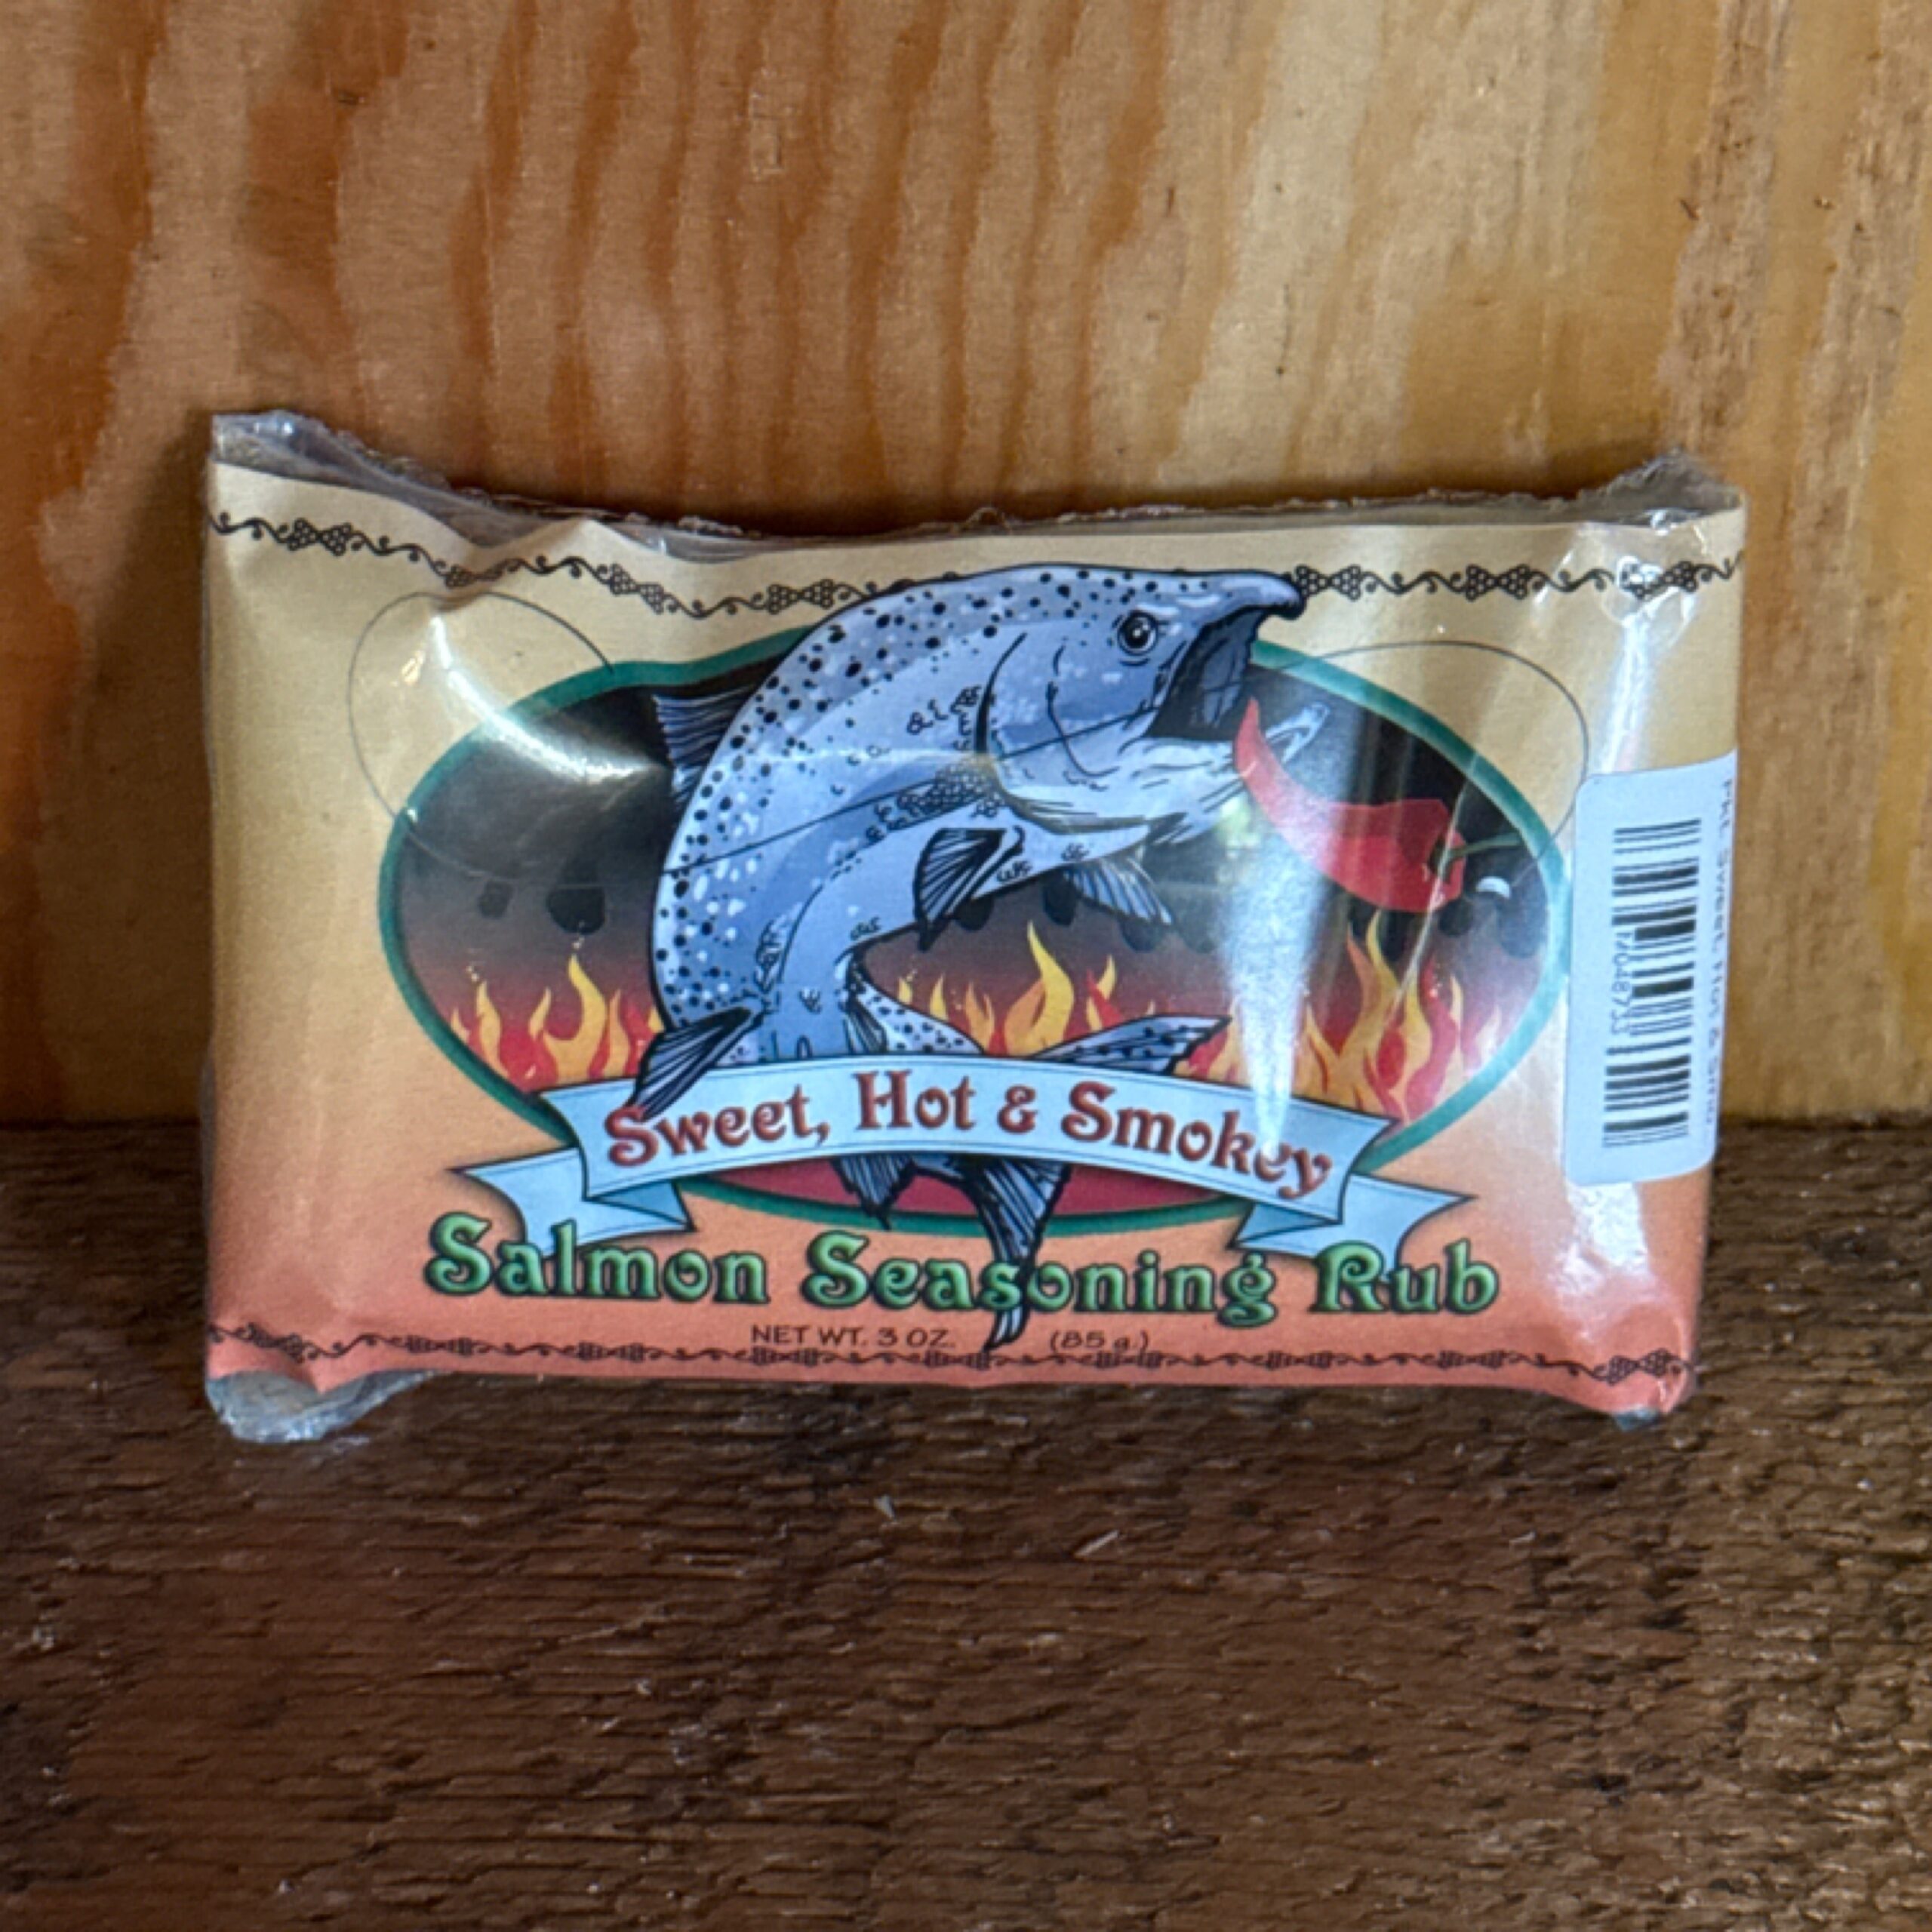 Sweet, Hot & Smokey
Salmon Seasoning Rub
NET WT. 3 OZ. (85 g.)